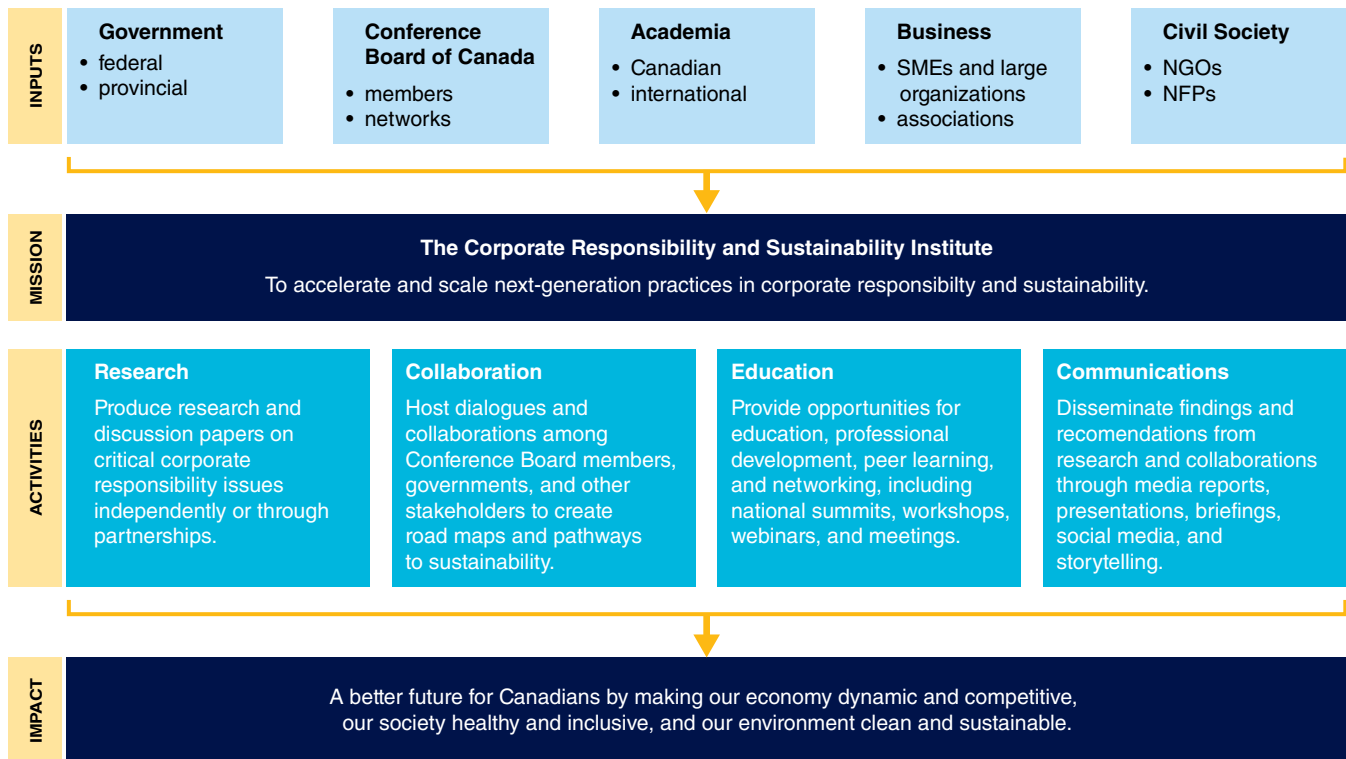 INPUTS
Government
• federal
• provincial
Conference
Board of Canada
• members
• networks
Academia
• Canadian
• international
Business
• SMEs and large
organizations
• associations
Civil Society
• NGOs
• NFPs
MISSION
The Corporate Responsibility and Sustainability Institute
To accelerate and scale next-generation practices in corporate responsibilty and sustainability.
ACTIVITIES
Research
Produce research and
discussion papers on
critical corporate
responsibility issues
independently or through
partnerships.
Collaboration
Host dialogues and
collaborations among
Conference Board members,
governments, and other
stakeholders to create
road maps and pathways
to sustainability.
Education
Provide opportunities for
education, professional
development, peer learning,
and networking, including
national summits, workshops,
webinars, and meetings.
Communications
Disseminate findings and
recomendations from
research and collaborations
through media reports,
presentations, briefings,
social media, and
storytelling.
IMPACT
A better future for Canadians by making our economy dynamic and competitive,
our society healthy and inclusive, and our environment clean and sustainable.